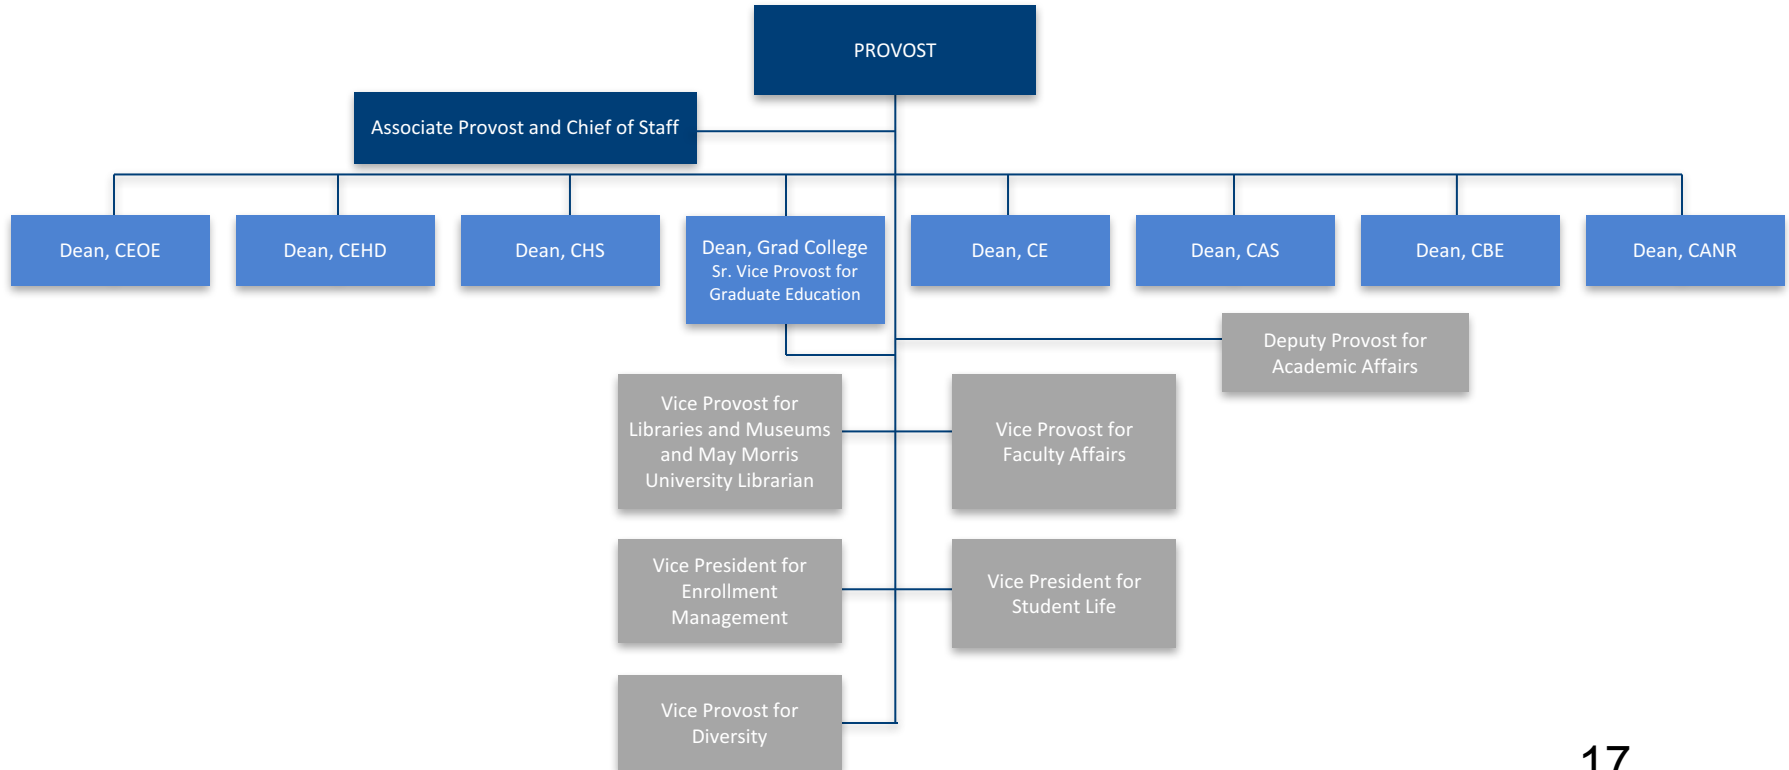 PROVOST
Associate Provost and Chief of Staff
Dean, CEOE
Dean, CEHD
Dean, CHS
Dean, Grad College
Sr. Vice Provost for
Graduate Education
Dean, CE
Dean, CAS
Dean, CBE
Dean, CANR
Deputy Provost for
Academic Affairs
Vice Provost for
Libraries and Museums
and May Morris
University Librarian
Vice Provost for
Faculty Affairs
Vice President for
Enrollment
Management
Vice President for
Student Life
Vice Provost for
Diversity
17